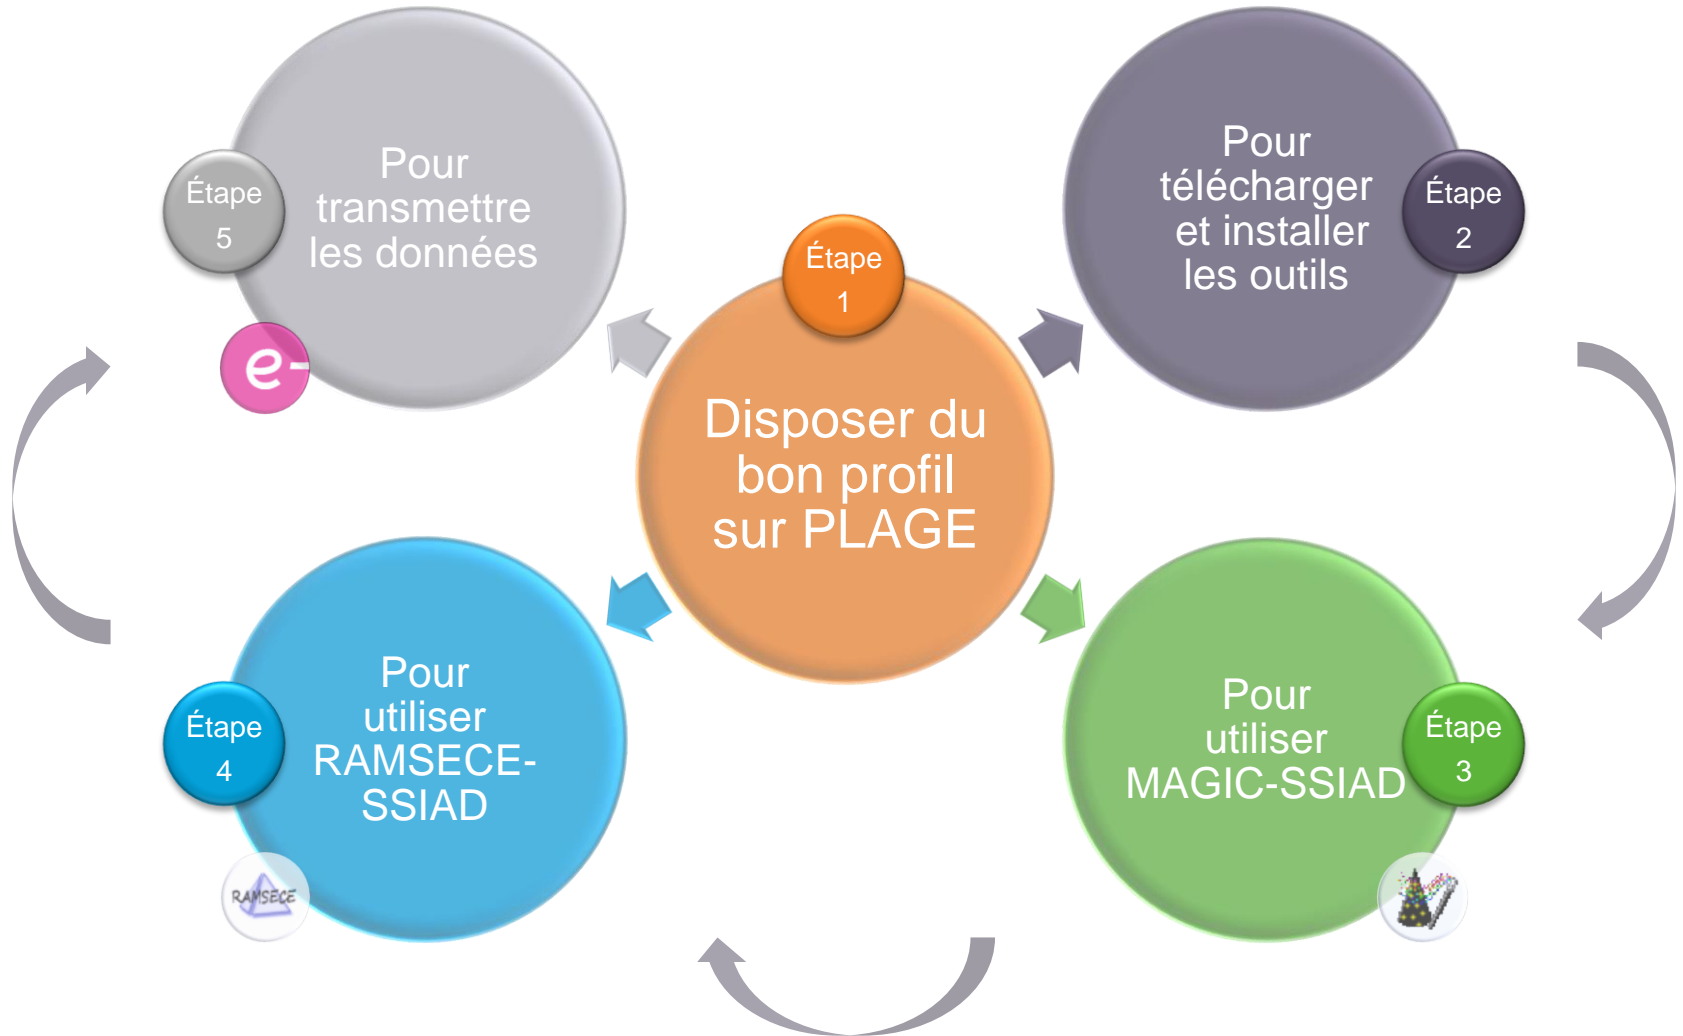 Étape
1
Disposer du
bon profil
sur PLAGE
Étape
2
Pour
télécharger
et installer
les outils
Étape
3
Pour
utiliser
MAGIC-SSIAD
Étape
4
Pour
utiliser
RAMSECE-
SSIAD
RAMSECE
Étape
5
Pour
transmettre
les données
e-